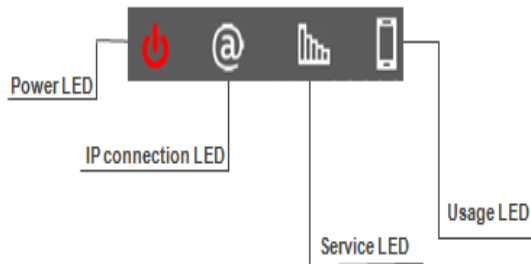 @
Power LED
IP connection LED
Usage LED
Service LED